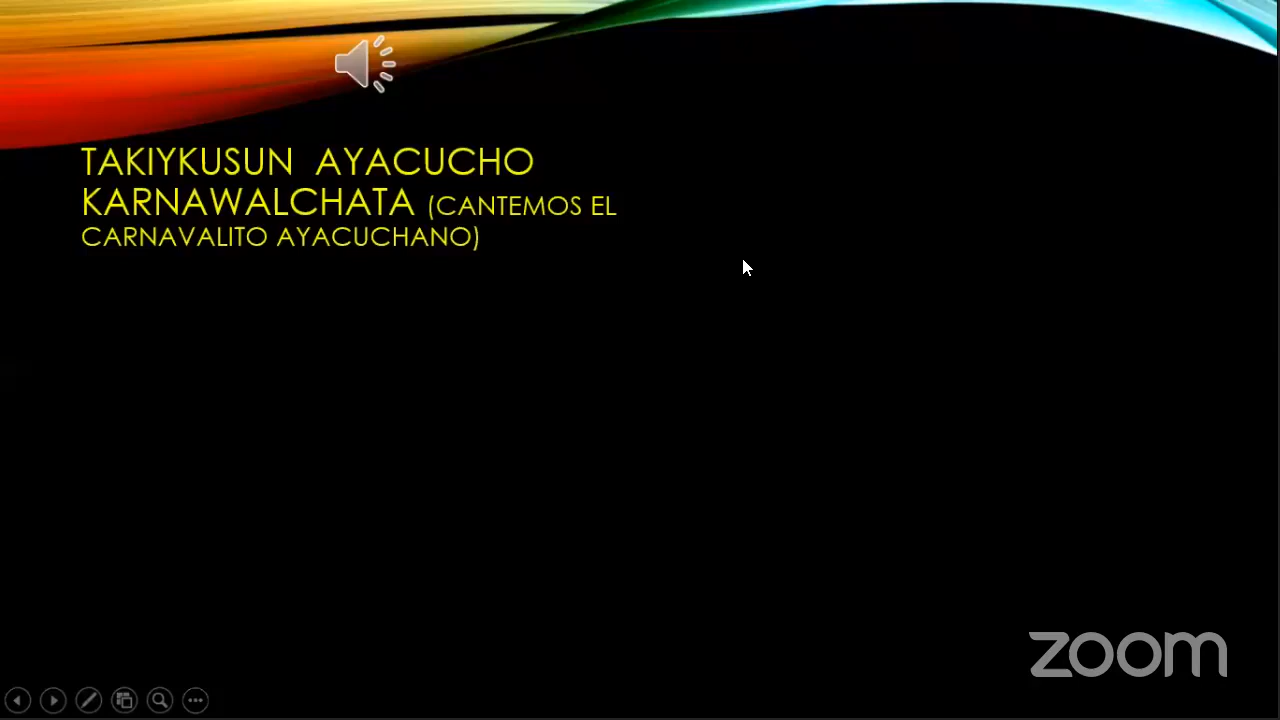 TAKIYKUSUN AYACUCHO
KARNAWALCHATA (CANTEMOS EL
CARNAVALITO AYACUCHANO)
zoom